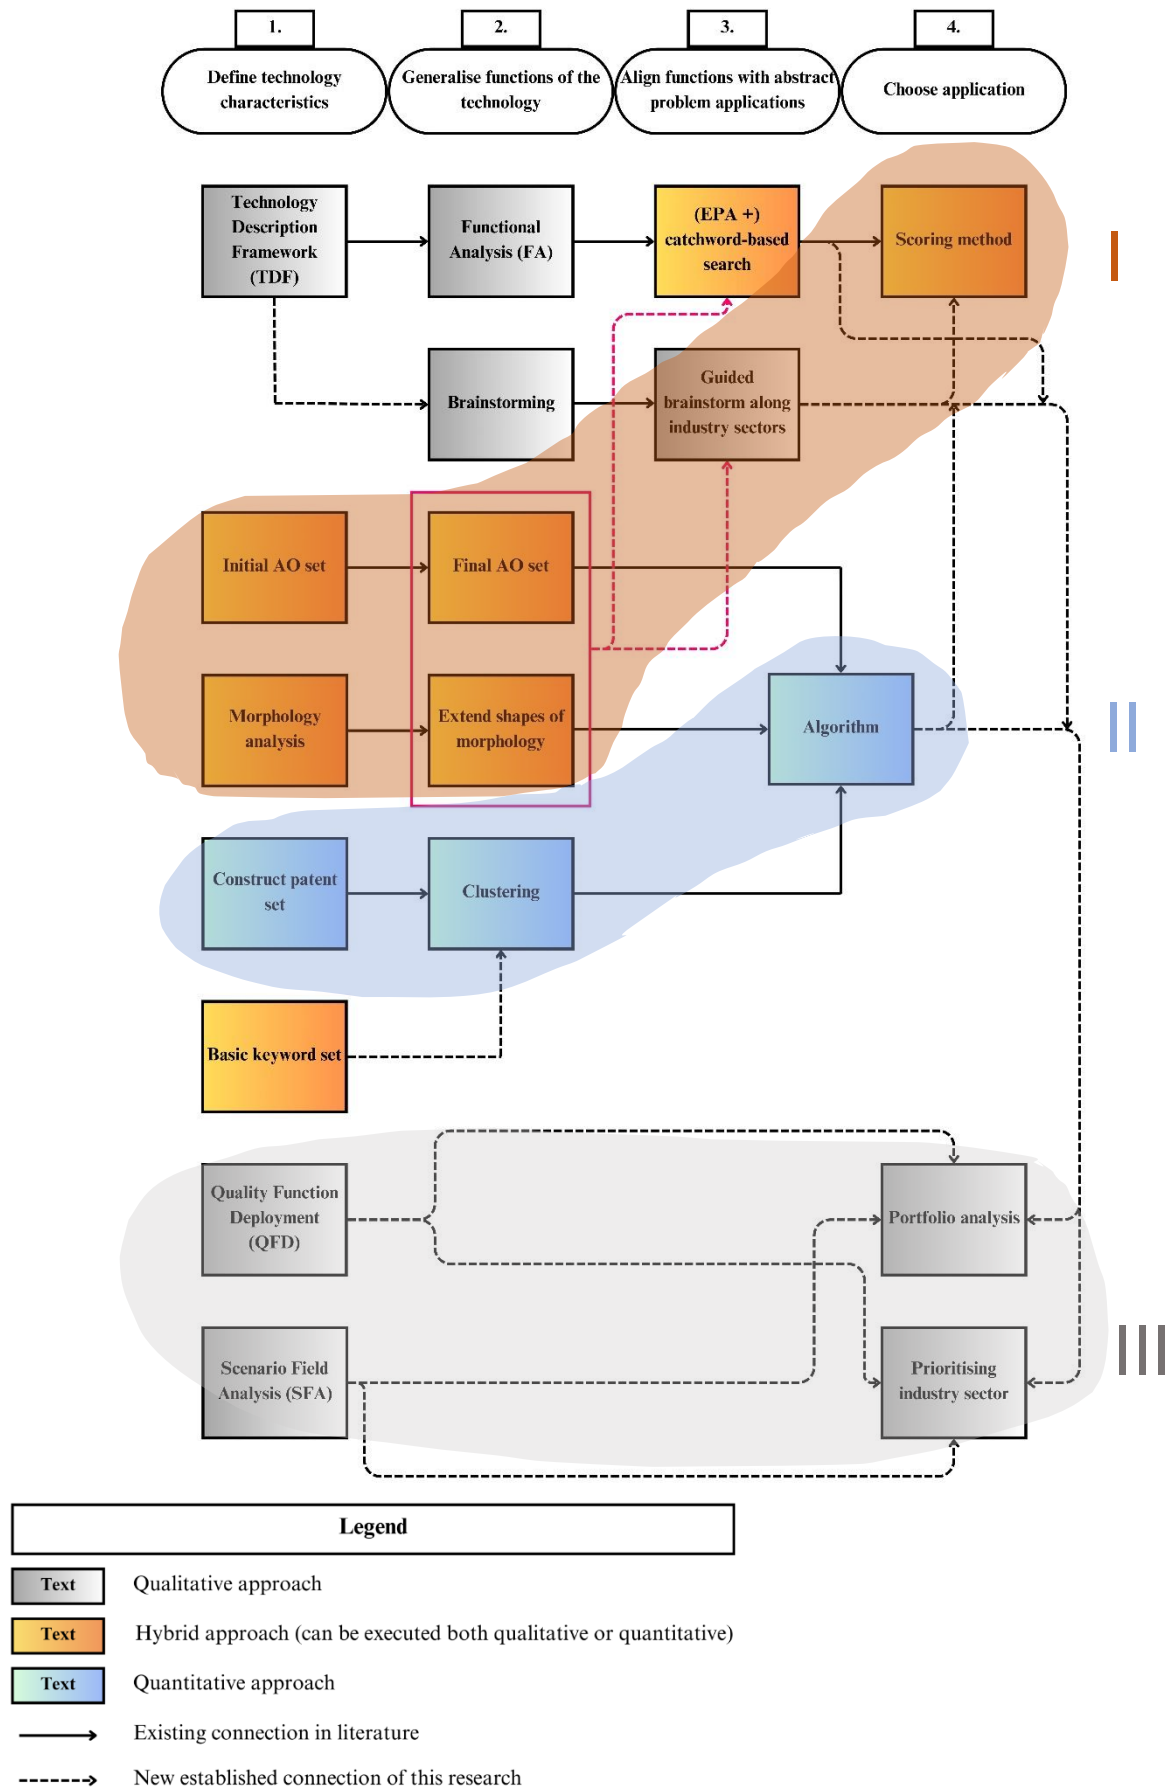 1.
2.
3.
4.
Define technology
characteristics
Generalise functions of the
technology
Align functions with abstract
problem applications
Choose application
Technology
Description
Framework
(TDF)
Functional
Analysis (FA)
(EPA +)
catchword-based
search
Scoring method
Brainstorming
Guided
brainstorm along
industry sectors
Initial AO set
Final AO set
Morphology
analysis
Extend shapes of
morphology
Algorithm
Construct patent
set
Clustering
Basic keyword set
Quality Function
Deployment
(QFD)
Portfolio analysis
Scenario Field
Analysis (SFA)
Prioritising
industry sector
I
II
III
Legend
Text Qualitative approach
Text Hybrid approach (can be executed both qualitative or quantitative)
Text Quantitative approach
Existing connection in literature
New established connection of this research